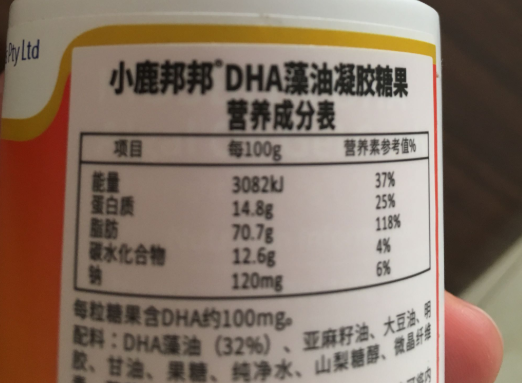 Pty Ltd
小鹿邦邦®DHA藻油凝胶糖果
营养成分表
项目 每100g 营养素参考值%
能量 3082kJ 37%
蛋白质 14.8g 25%
脂肪 70.7g 118%
碳水化合物 12.6g 4%
钠 120mg 6%
每粒糖果含DHA约100mg。
配料：DHA藻油（32%）、亚麻籽油、大豆油、明
胶、甘油、果糖、纯净水、山梨糖醇、微晶纤维